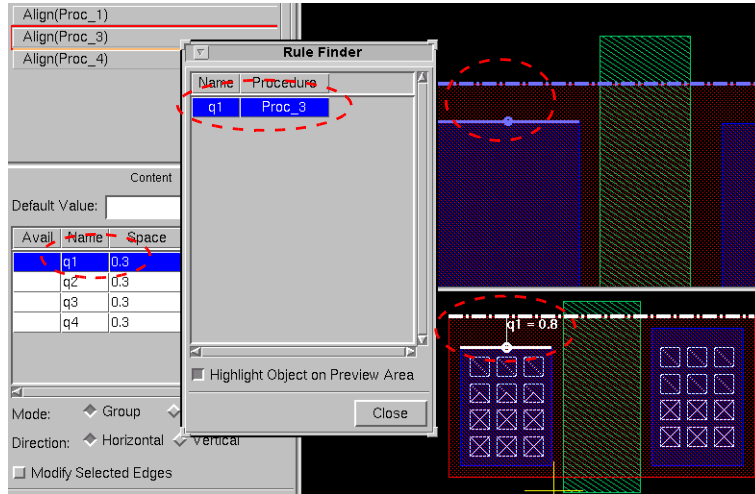 Align(Proc_1)
Align(Proc_3)
Align(Proc_4)
Content
Default Value:
Avail Name Space
q1 0.3
q2 0.3
q3 0.3
q4 0.3
Mode: Group
Direction: Horizontal Vertical
Modify Selected Edges
Rule Finder
Name Procedure
q1 Proc_3
Highlight Object on Preview Area
Close
q1 = 0.8